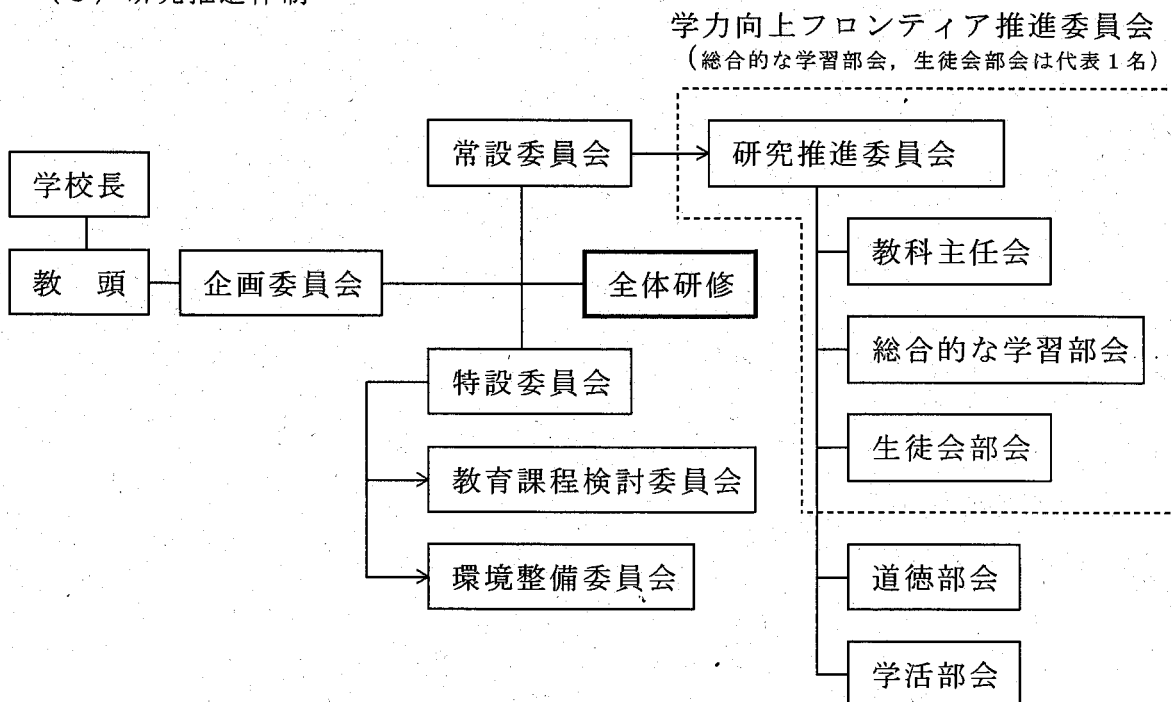 学力向上フロンティア推進委員会
(総合的な学習部会，生徒会部会は代表1名)
常設委員会
研究推進委員会
学校長
教科主任会
教　頭
企画委員会
全体研修
総合的な学習部会
特設委員会
生徒会部会
教育課程検討委員会
環境整備委員会
道徳部会
学活部会